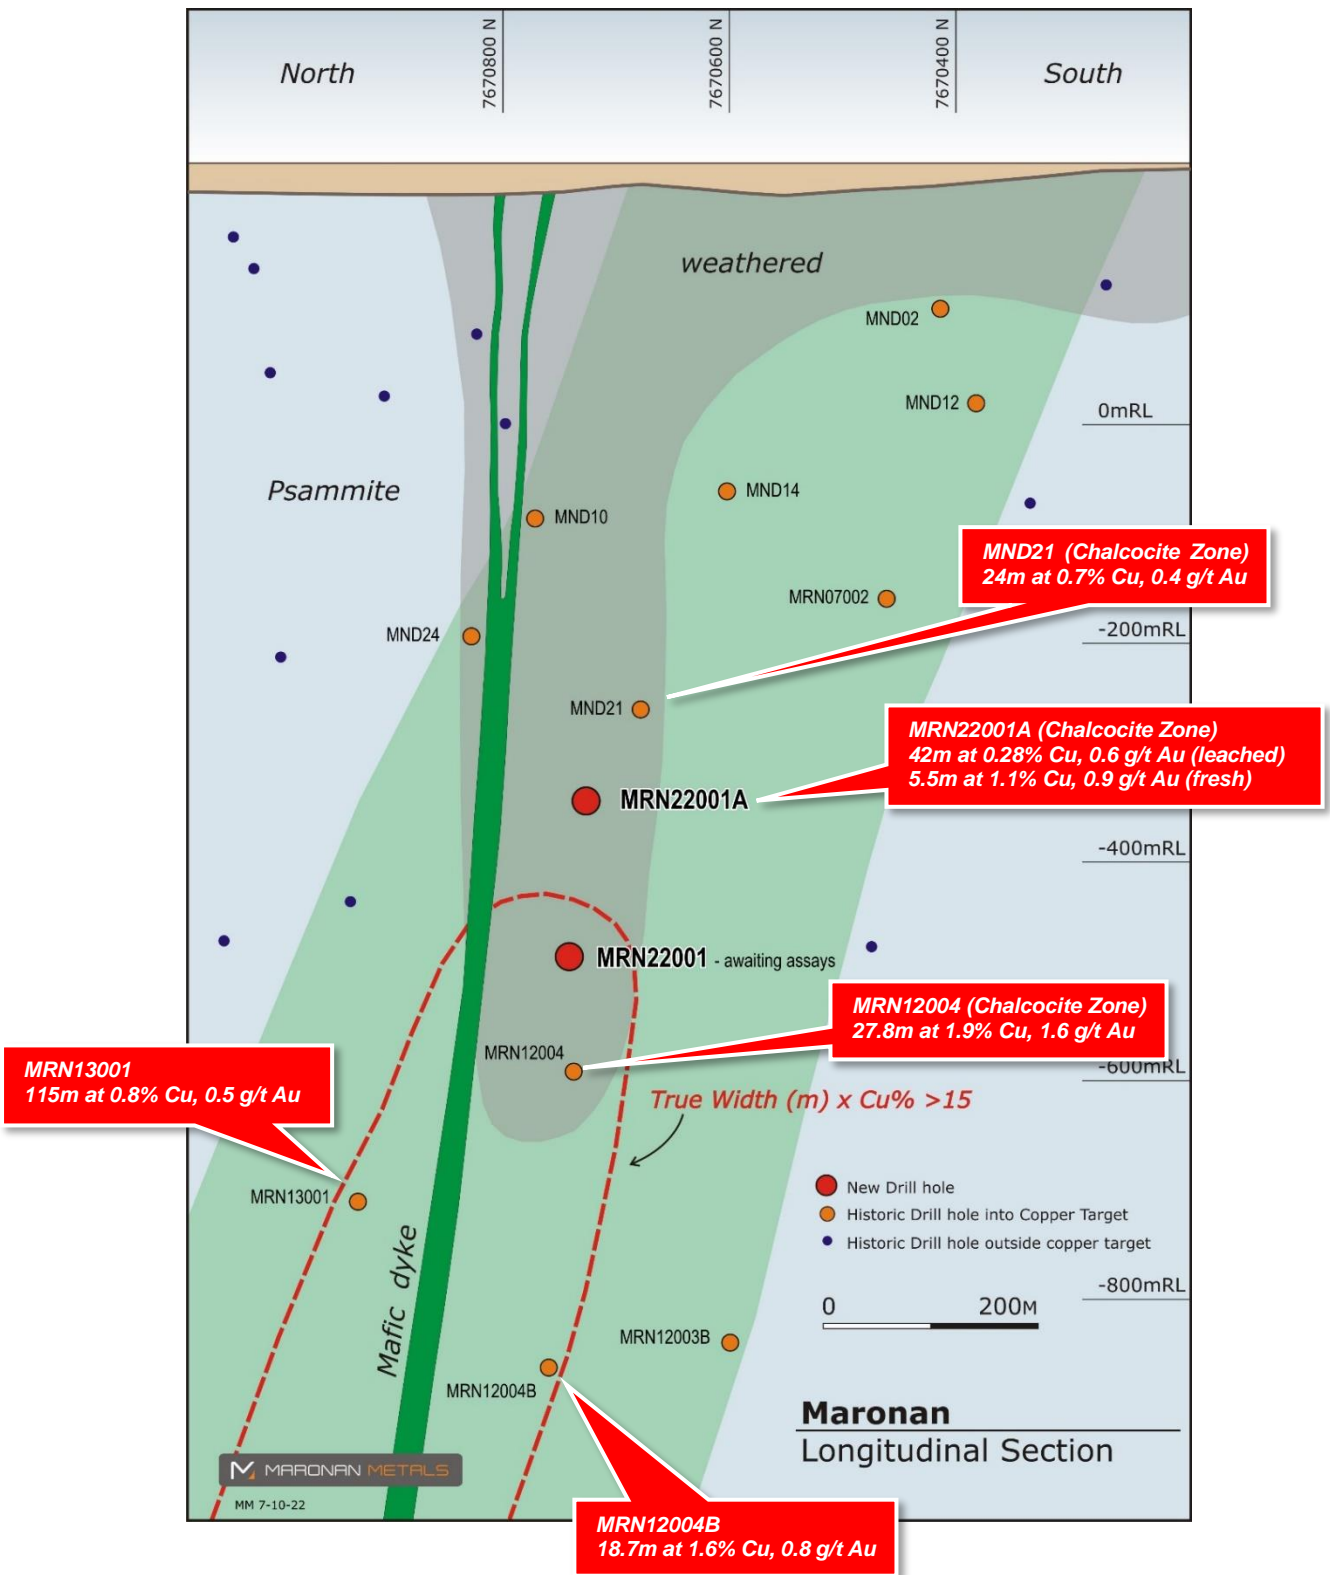 7670800 N
7670600 N
7670400 N
North
South
weathered
MND02
MND12
0mRL
Psammite
MND14
MND10
MND21 (Chalcocite Zone)
24m at 0.7% Cu, 0.4 g/t Au
MRN07002
MND24
-200mRL
MND21
MRN22001A (Chalcocite Zone)
42m at 0.28% Cu, 0.6 g/t Au (leached)
5.5m at 1.1% Cu, 0.9 g/t Au (fresh)
MRN22001A
-400mRL
MRN22001 - awaiting assays
MRN12004 (Chalcocite Zone)
27.8m at 1.9% Cu, 1.6 g/t Au
MRN12004
-600mRL
MRN13001
115m at 0.8% Cu, 0.5 g/t Au
True Width (m) x Cu% >15
MRN13001
New Drill hole
Historic Drill hole into Copper Target
Historic Drill hole outside copper target
Mafic dyke
-800mRL
0 200M
MRN12003B
MRN12004B
Maronan
Longitudinal Section
MARONAN METALS
MM 7-10-22
MRN12004B
18.7m at 1.6% Cu, 0.8 g/t Au